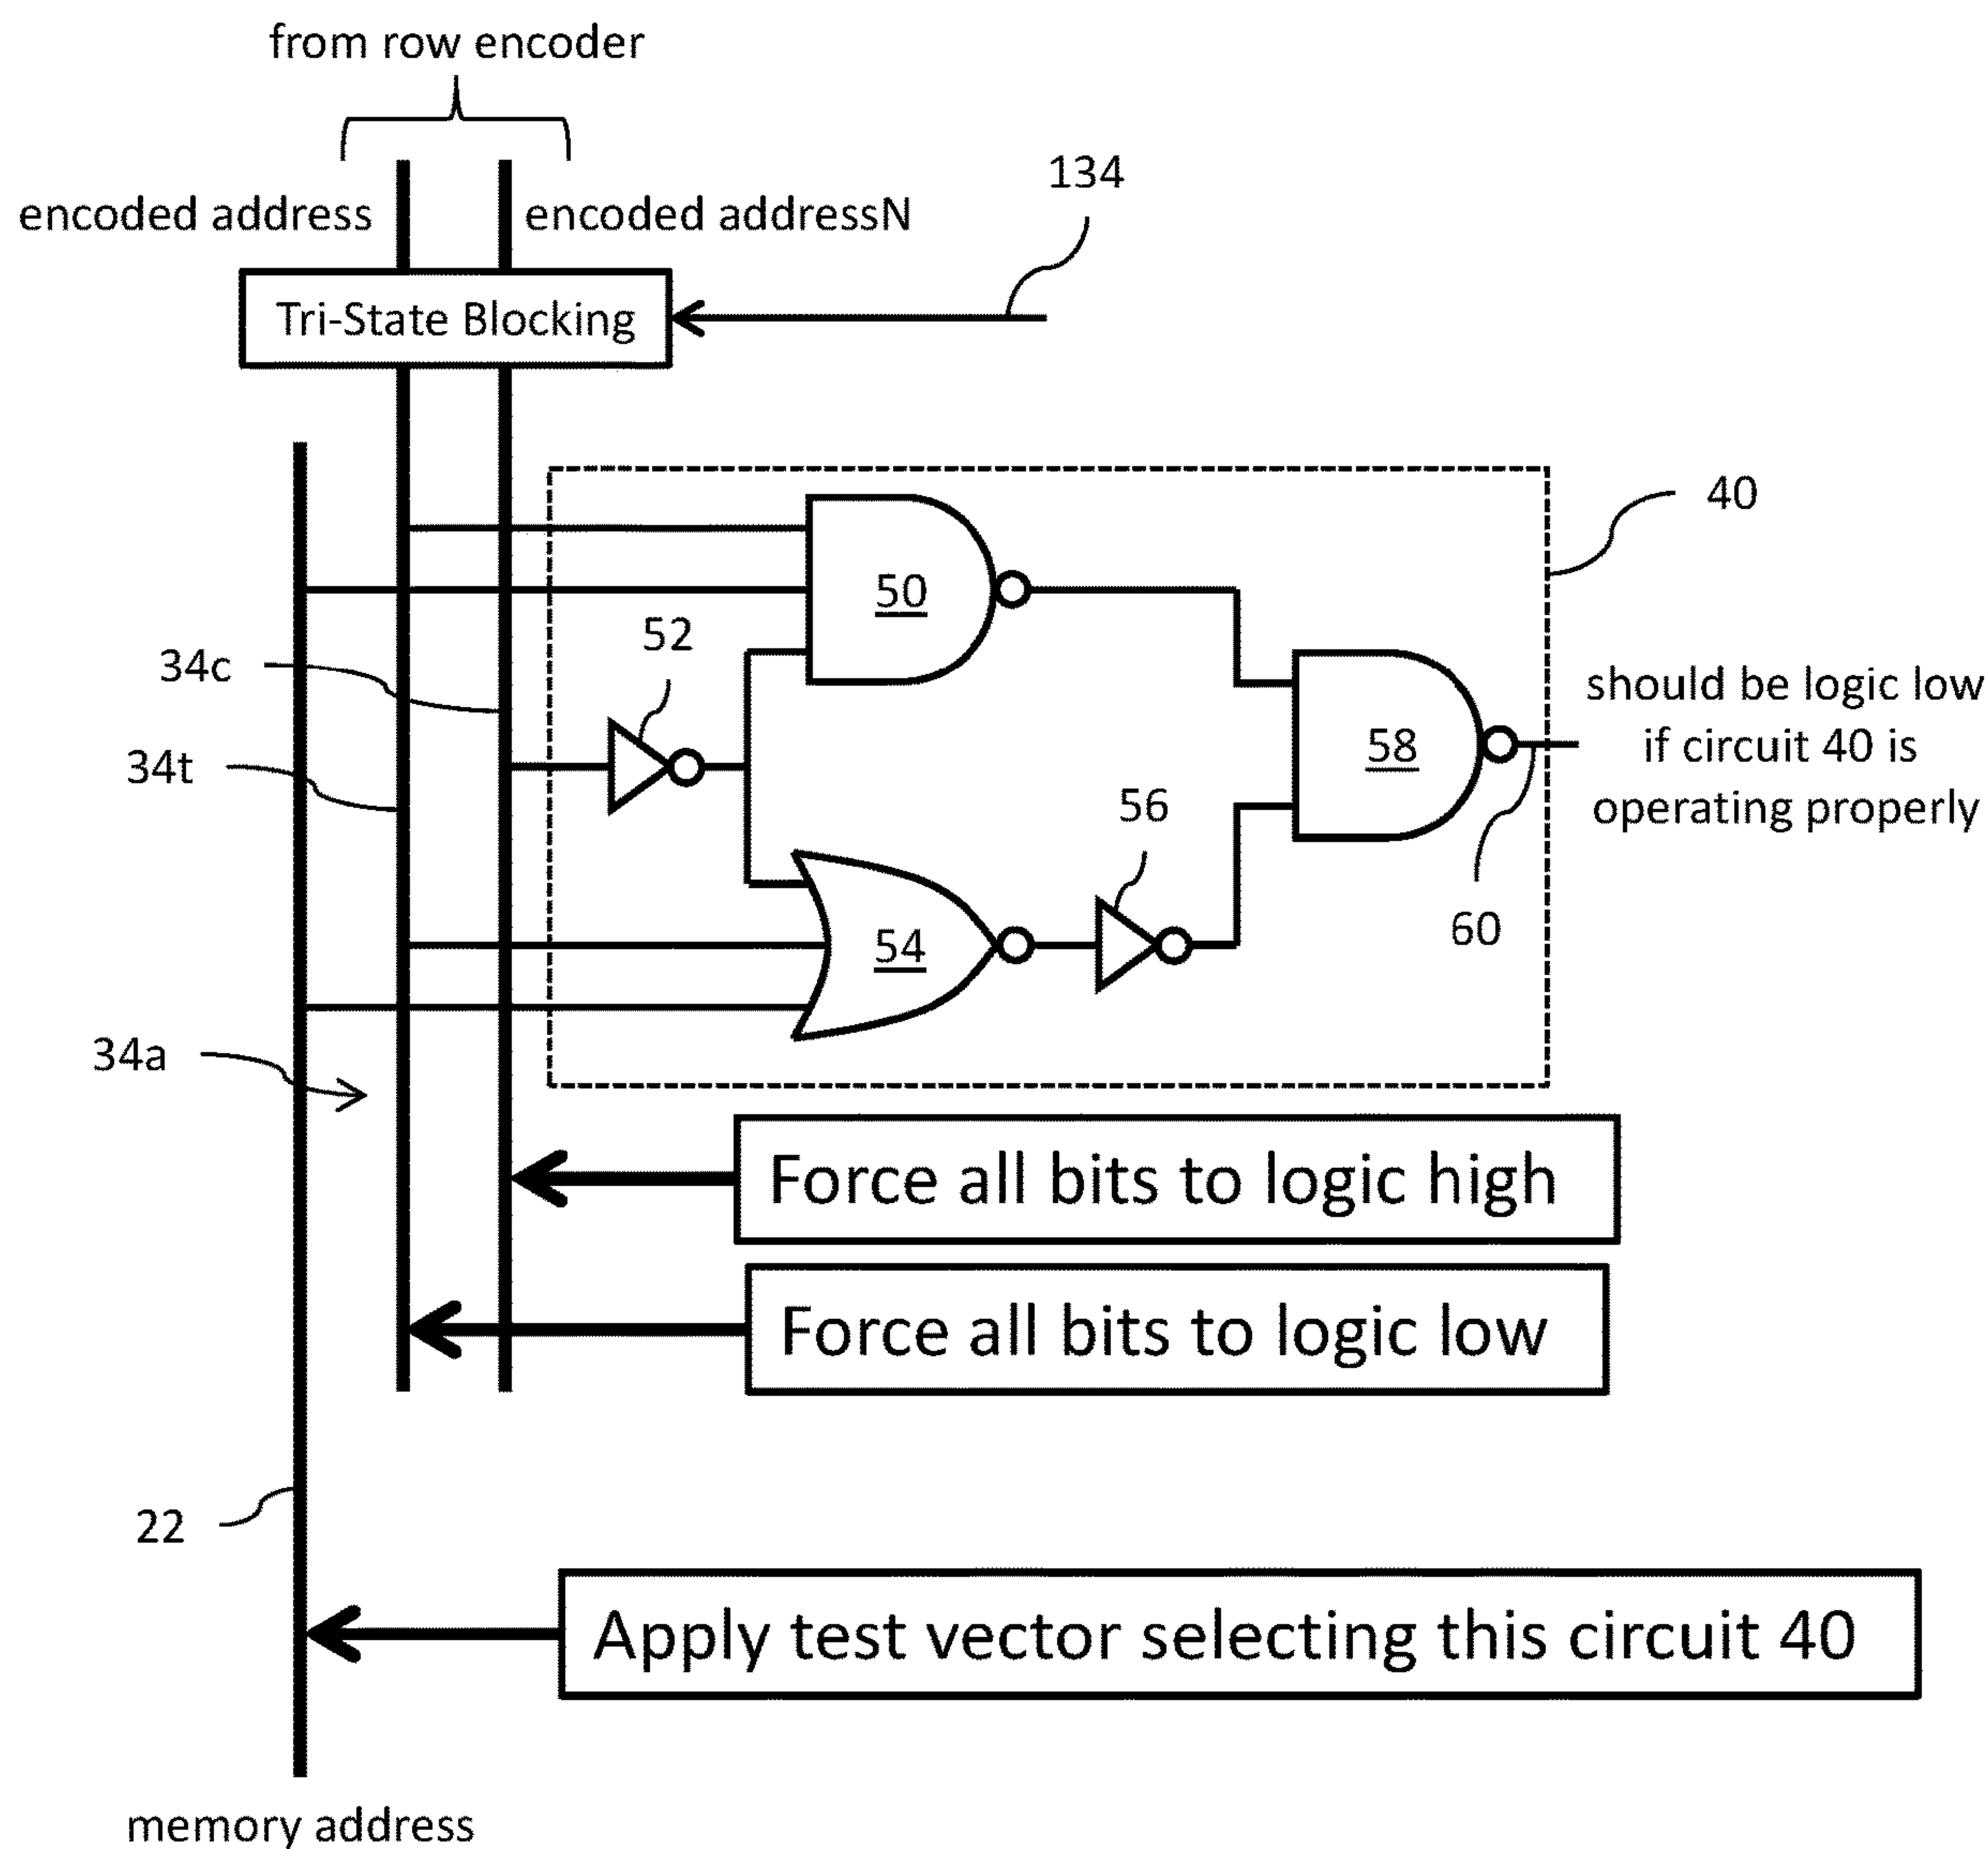 from row encoder
encoded address
encoded addressN
134
Tri-State Blocking
40
50
52
34c
34t
should be logic low
if circuit 40 is
operating properly
58
56
60
54
34a
Force all bits to logic high
Force all bits to logic low
22
Apply test vector selecting this circuit 40
memory address